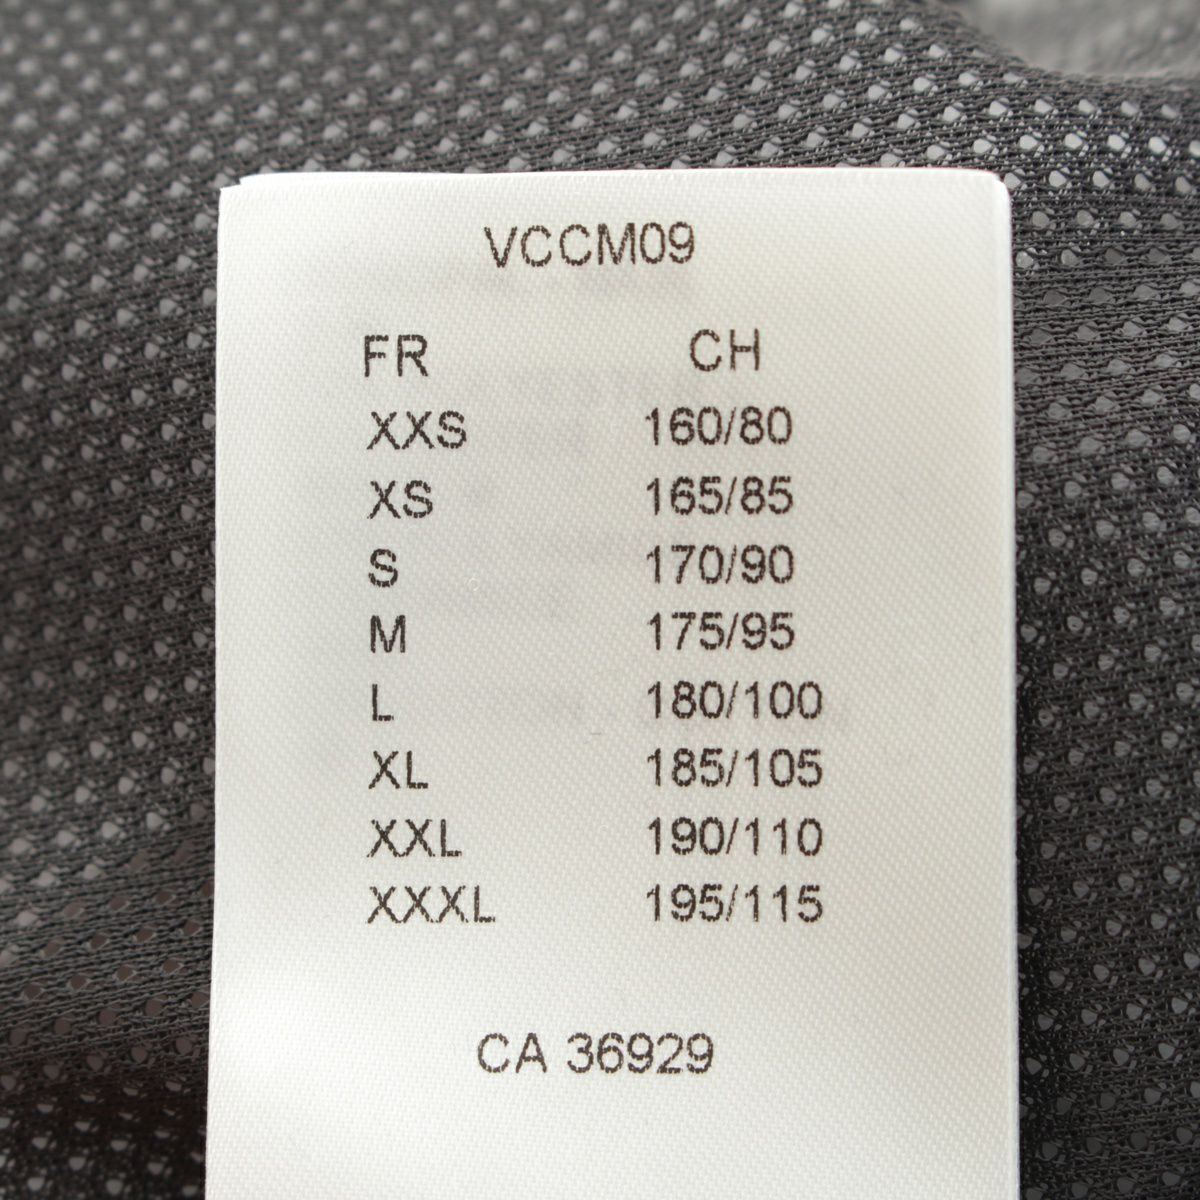 VCCM09
FR CH
XXS 160/80
XS 165/85
S 170/90
M 175/95
L 180/100
XL 185/105
XXL 190/110
XXXL 195/115
CA 36929